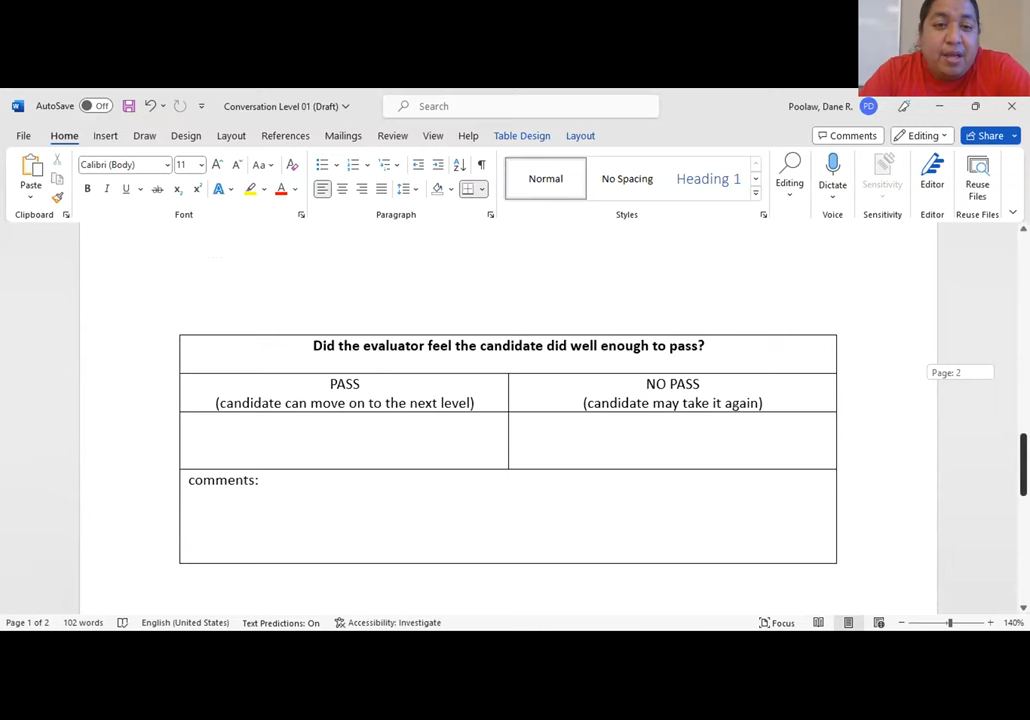 AutoSave Off Conversation Level 01 (Draft) Search Poolaw, Dane R. PD
File Home Insert Draw Design Layout References Mailings Review View Help Table Design Layout Comments Editing Share
Calibri (Body) 11 Aa Normal No Spacing Heading 1
Paste Editing Dictate Sensitivity Editor Reuse Files
Clipboard Font Paragraph Styles Voice Sensitivity Editor Reuse Files
Did the evaluator feel the candidate did well enough to pass?
PASS
(candidate can move on to the next level)
NO PASS
(candidate may take it again)
comments:
Page: 2
Page 1 of 2 102 words English (United States) Text Predictions: On Accessibility: Investigate Focus 140%